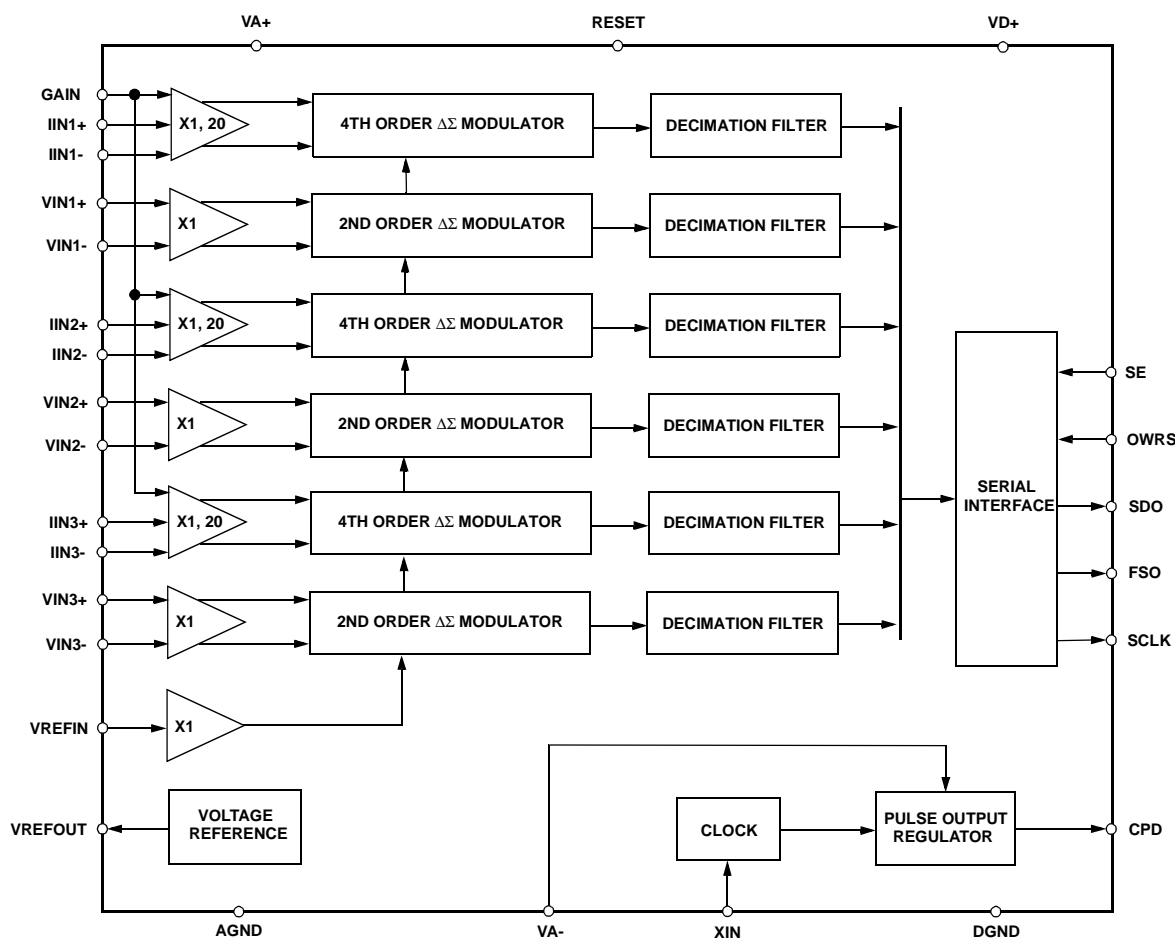 VA+
RESET
VD+
GAIN
IIN1+
IIN1-
X1, 20
4TH ORDER ΔΣ MODULATOR
DECIMATION FILTER
VIN1+
VIN1-
X1
2ND ORDER ΔΣ MODULATOR
DECIMATION FILTER
IIN2+
IIN2-
X1, 20
4TH ORDER ΔΣ MODULATOR
DECIMATION FILTER
VIN2+
VIN2-
X1
2ND ORDER ΔΣ MODULATOR
DECIMATION FILTER
IIN3+
IIN3-
X1, 20
4TH ORDER ΔΣ MODULATOR
DECIMATION FILTER
VIN3+
VIN3-
X1
2ND ORDER ΔΣ MODULATOR
DECIMATION FILTER
SERIAL
INTERFACE
SE
OWRS
SDO
FSO
SCLK
VREFIN
X1
VREFOUT
VOLTAGE
REFERENCE
CLOCK
PULSE OUTPUT
REGULATOR
CPD
AGND
VA-
XIN
DGND